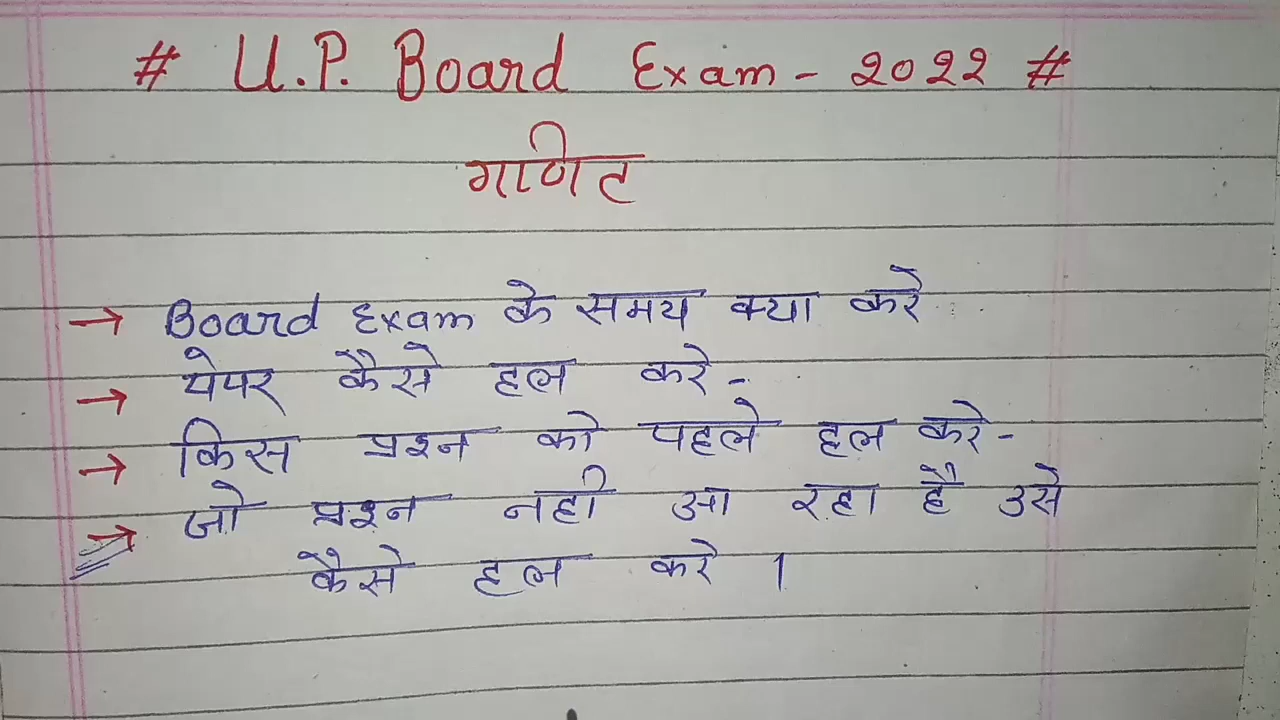 # U.P. Board Exam - 2022 #
गणित
→ Board Exam के समय क्या करे
→ पेपर कैसे हल करे -
→ किस प्रश्न को पहले हल करे -
→ जो प्रश्न नही आ रहा है उसे
कैसे हल करे ।